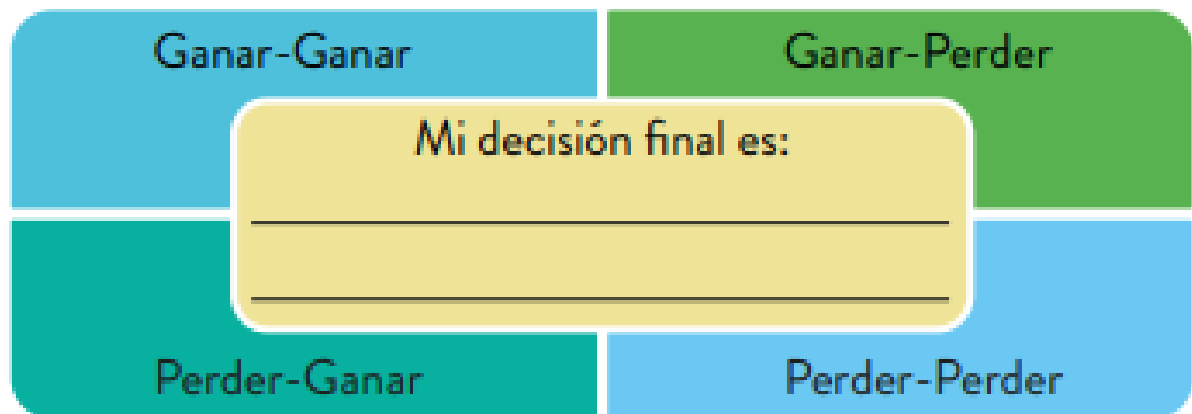 Ganar-Ganar
Ganar-Perder
Mi decisión final es:
Perder-Ganar
Perder-Perder